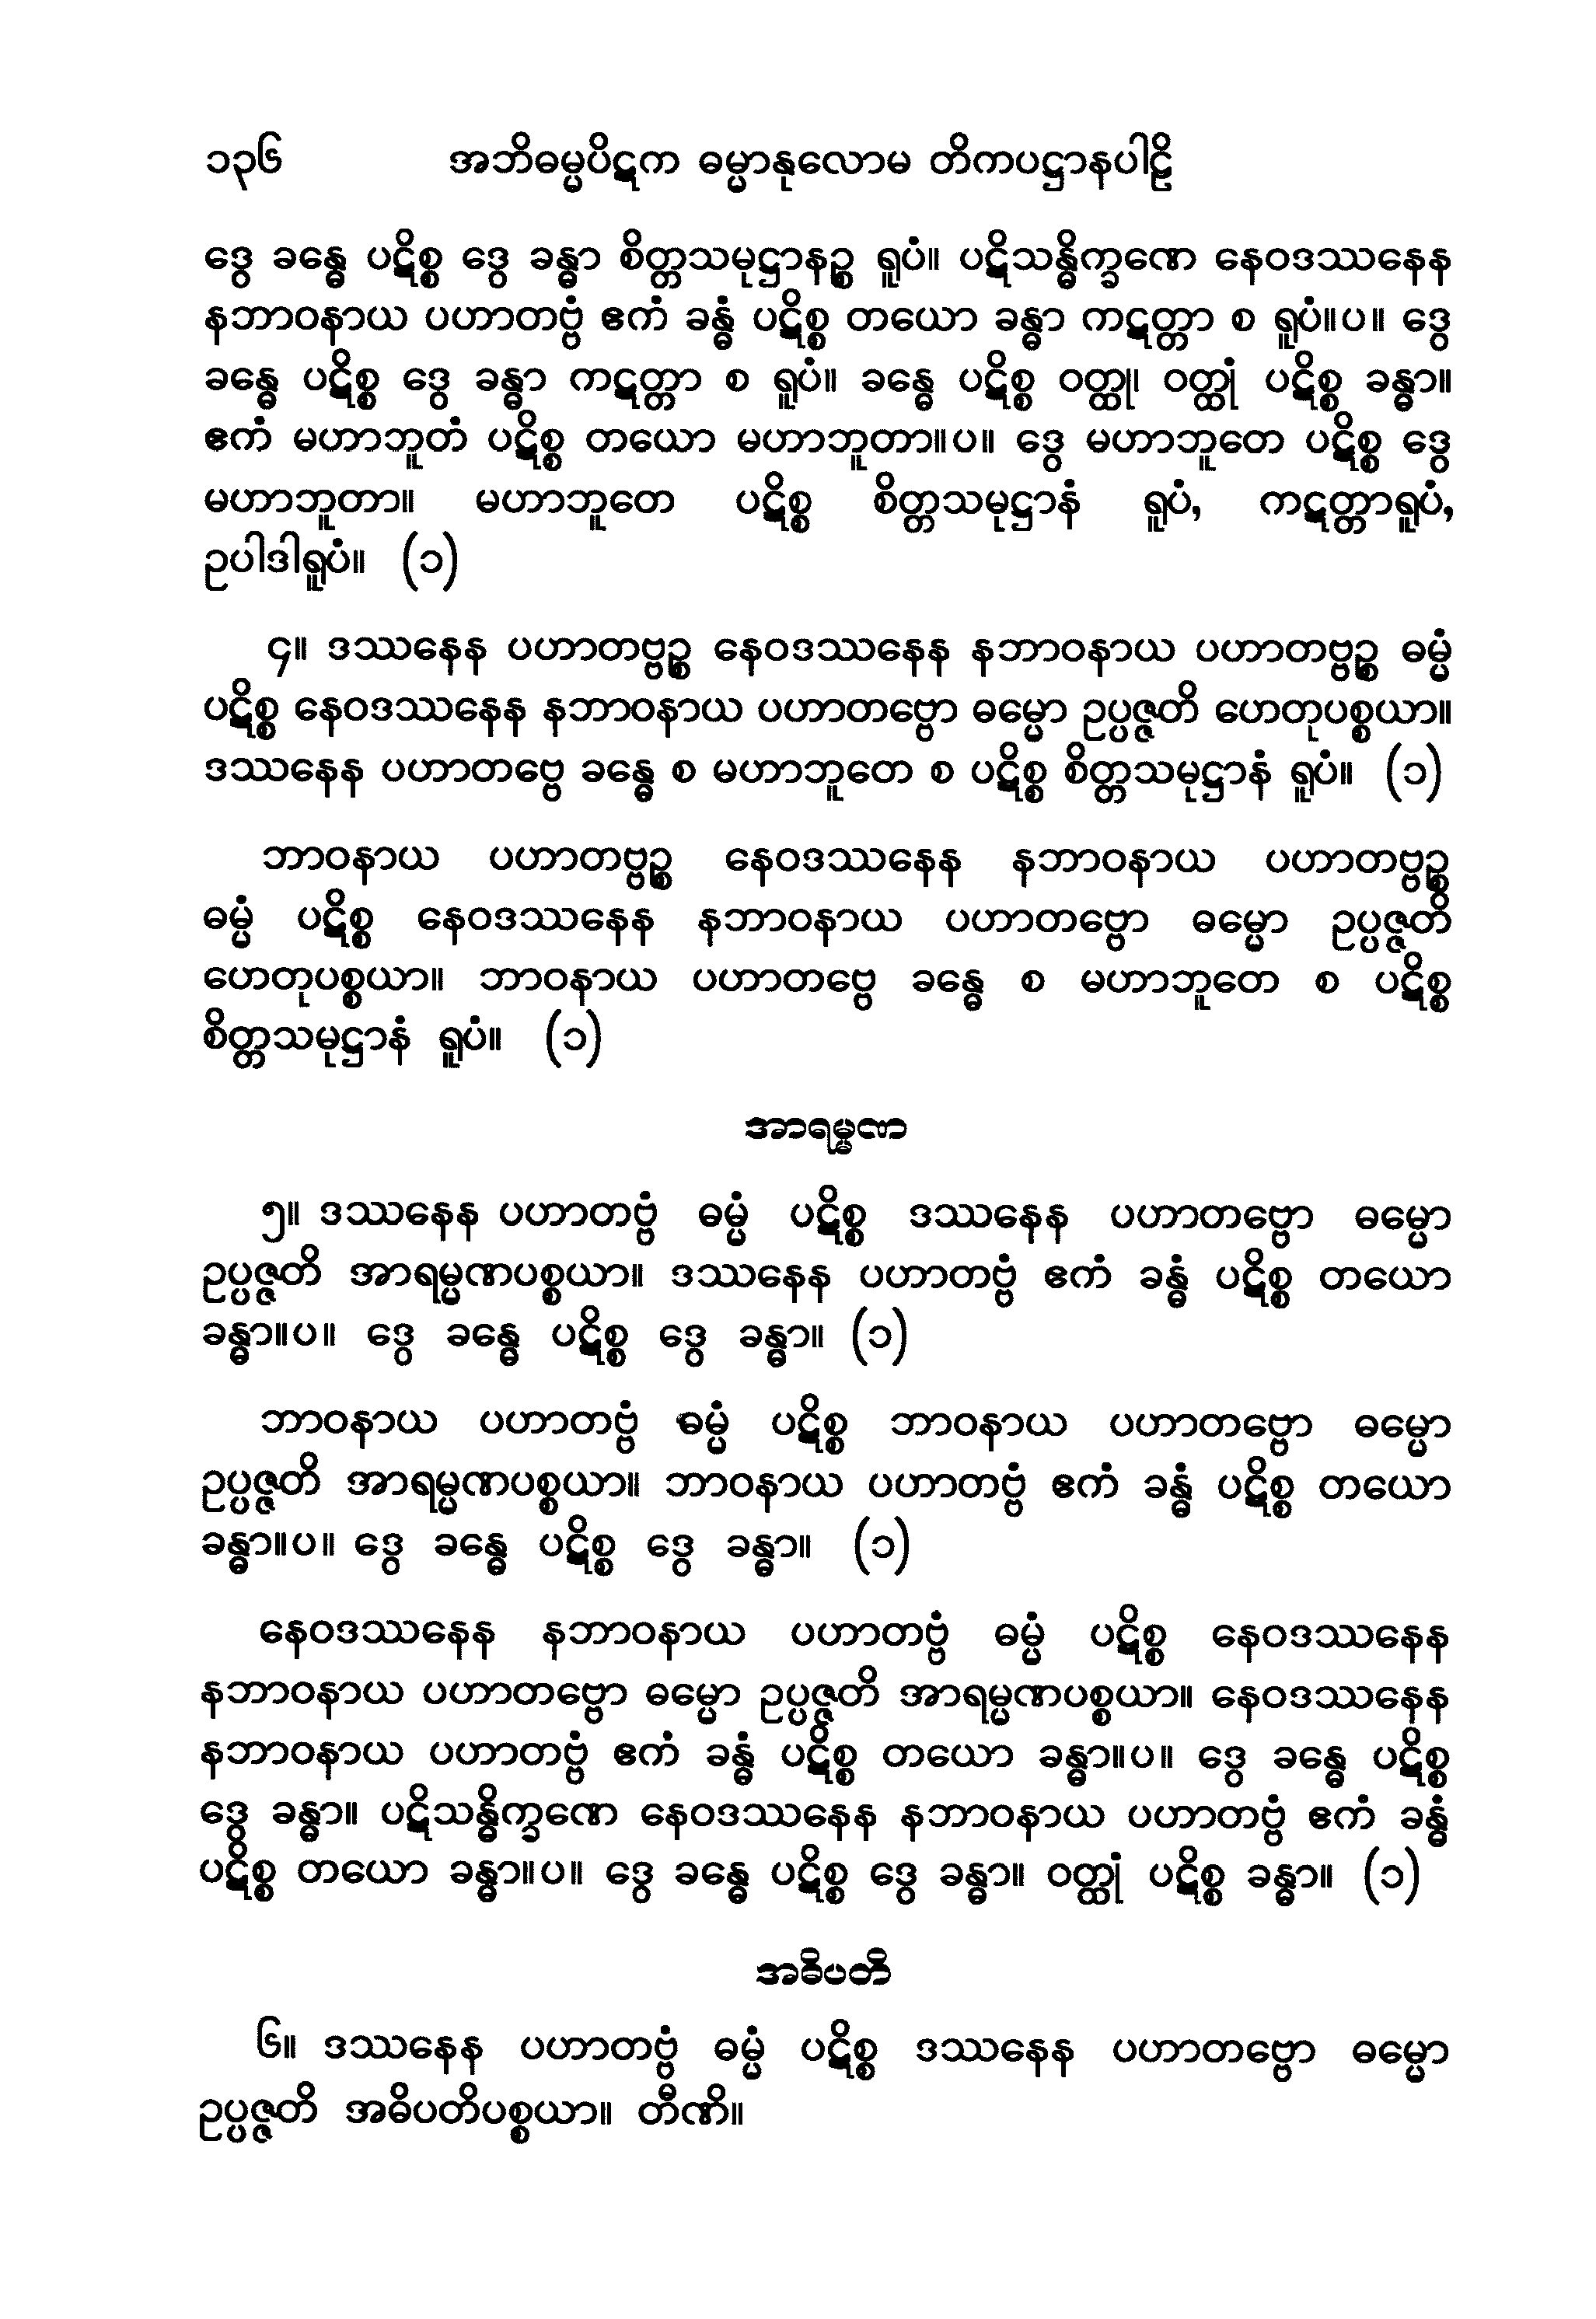 ၁၃၆ အဘိဓမ္မပိဋက ဓမ္မာနုလောမ တိကပဋ္ဌာနပါဠိ
ဒွေ ခန္ဓေ ပဋိစ္စ ဒွေ ခန္ဓာ စိတ္တသမုဋ္ဌာနဉ္စ ရူပံ။ ပဋိသန္ဓိက္ခဏေ နေဝဒဿနေန
နဘာဝနာယ ပဟာတဗ္ဗံ ဧကံ ခန္ဓံ ပဋိစ္စ တယော ခန္ဓာ ကဋတ္တာ စ ရူပံ။ပ။ ဒွေ
ခန္ဓေ ပဋိစ္စ ဒွေ ခန္ဓာ ကဋတ္တာ စ ရူပံ။ ခန္ဓေ ပဋိစ္စ ဝတ္ထု၊ ဝတ္ထုံ ပဋိစ္စ ခန္ဓာ။
ဧကံ မဟာဘူတံ ပဋိစ္စ တယော မဟာဘူတာ။ပ။ ဒွေ မဟာဘူတေ ပဋိစ္စ ဒွေ
မဟာဘူတာ။ မဟာဘူတေ ပဋိစ္စ စိတ္တသမုဋ္ဌာနံ ရူပံ, ကဋတ္တာရူပံ,
ဥပါဒါရူပံ။ (၁)
၄။ ဒဿနေန ပဟာတဗ္ဗဉ္စ နေဝဒဿနေန နဘာဝနာယ ပဟာတဗ္ဗဉ္စ ဓမ္မံ
ပဋိစ္စ နေဝဒဿနေန နဘာဝနာယ ပဟာတဗ္ဗော ဓမ္မော ဥပ္ပဇ္ဇတိ ဟေတုပစ္စယာ။
ဒဿနေန ပဟာတဗ္ဗေ ခန္ဓေ စ မဟာဘူတေ စ ပဋိစ္စ စိတ္တသမုဋ္ဌာနံ ရူပံ။ (၁)
ဘာဝနာယ ပဟာတဗ္ဗဉ္စ နေဝဒဿနေန နဘာဝနာယ ပဟာတဗ္ဗဉ္စ
ဓမ္မံ ပဋိစ္စ နေဝဒဿနေန နဘာဝနာယ ပဟာတဗ္ဗော ဓမ္မော ဥပ္ပဇ္ဇတိ
ဟေတုပစ္စယာ။ ဘာဝနာယ ပဟာတဗ္ဗေ ခန္ဓေ စ မဟာဘူတေ စ ပဋိစ္စ
စိတ္တသမုဋ္ဌာနံ ရူပံ။ (၁)
အာရမ္မဏ
၅။ ဒဿနေန ပဟာတဗ္ဗံ ဓမ္မံ ပဋိစ္စ ဒဿနေန ပဟာတဗ္ဗော ဓမ္မော
ဥပ္ပဇ္ဇတိ အာရမ္မဏပစ္စယာ။ ဒဿနေန ပဟာတဗ္ဗံ ဧကံ ခန္ဓံ ပဋိစ္စ တယော
ခန္ဓာ။ပ။ ဒွေ ခန္ဓေ ပဋိစ္စ ဒွေ ခန္ဓာ။ (၁)
ဘာဝနာယ ပဟာတဗ္ဗံ ဓမ္မံ ပဋိစ္စ ဘာဝနာယ ပဟာတဗ္ဗော ဓမ္မော
ဥပ္ပဇ္ဇတိ အာရမ္မဏပစ္စယာ။ ဘာဝနာယ ပဟာတဗ္ဗံ ဧကံ ခန္ဓံ ပဋိစ္စ တယော
ခန္ဓာ။ပ။ ဒွေ ခန္ဓေ ပဋိစ္စ ဒွေ ခန္ဓာ။ (၁)
နေဝဒဿနေန နဘာဝနာယ ပဟာတဗ္ဗံ ဓမ္မံ ပဋိစ္စ နေဝဒဿနေန
နဘာဝနာယ ပဟာတဗ္ဗော ဓမ္မော ဥပ္ပဇ္ဇတိ အာရမ္မဏပစ္စယာ။ နေဝဒဿနေန
နဘာဝနာယ ပဟာတဗ္ဗံ ဧကံ ခန္ဓံ ပဋိစ္စ တယော ခန္ဓာ။ပ။ ဒွေ ခန္ဓေ ပဋိစ္စ
ဒွေ ခန္ဓာ။ ပဋိသန္ဓိက္ခဏေ နေဝဒဿနေန နဘာဝနာယ ပဟာတဗ္ဗံ ဧကံ ခန္ဓံ
ပဋိစ္စ တယော ခန္ဓာ။ပ။ ဒွေ ခန္ဓေ ပဋိစ္စ ဒွေ ခန္ဓာ။ ဝတ္ထုံ ပဋိစ္စ ခန္ဓာ။ (၁)
အဓိပတိ
၆။ ဒဿနေန ပဟာတဗ္ဗံ ဓမ္မံ ပဋိစ္စ ဒဿနေန ပဟာတဗ္ဗော ဓမ္မော
ဥပ္ပဇ္ဇတိ အဓိပတိပစ္စယာ။ တီဏိ။